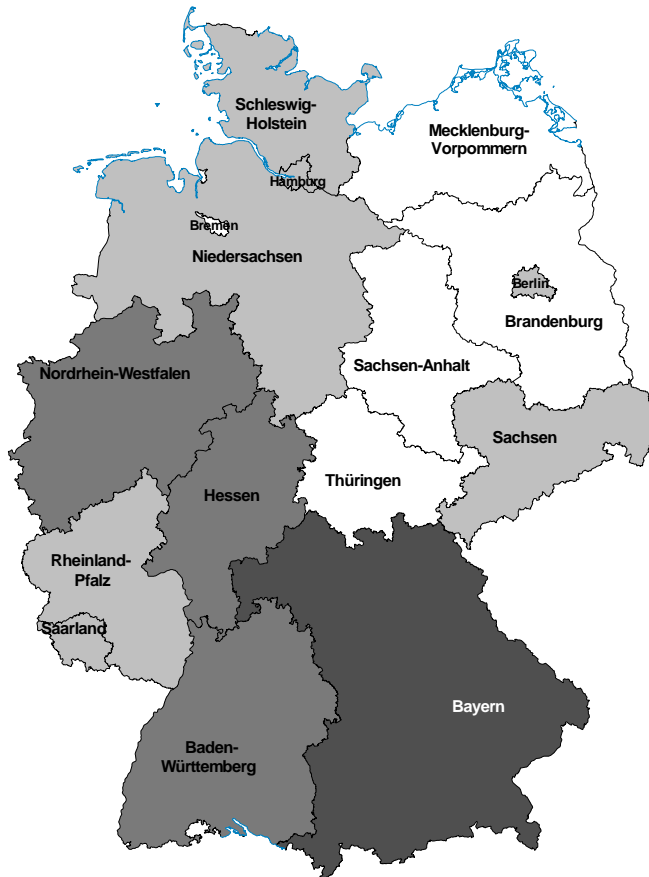 Schleswig-
Holstein
Mecklenburg-
Vorpommern
Hamburg
Bremen
Niedersachsen
Berlin
Brandenburg
Sachsen-Anhalt
Nordrhein-Westfalen
Sachsen
Thüringen
Hessen
Rheinland-
Pfalz
Saarland
Bayern
Baden-
Württemberg